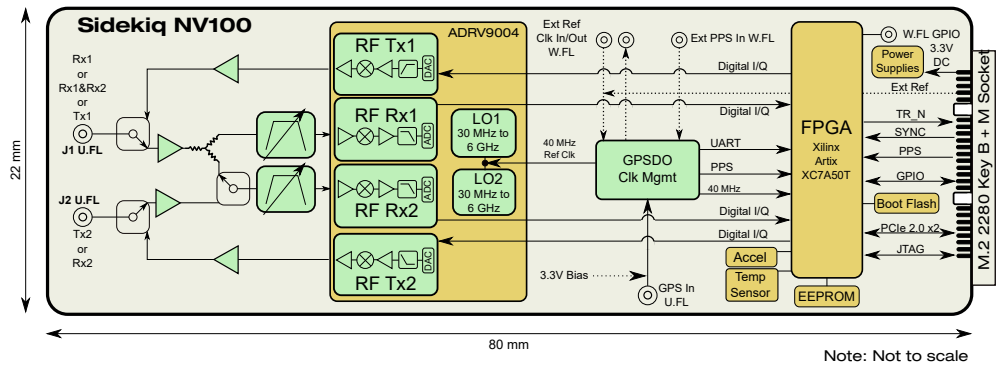 Sidekiq NV100
ADRV9004
Rx1
or
Rx1&Rx2
or
Tx1
J1 U.FL
J2 U.FL
Tx2
or
Rx2
RF Tx1
DAC
RF Rx1
ADC
RF Rx2
ADC
RF Tx2
DAC
LO1
30 MHz to
6 GHz
LO2
30 MHz to
6 GHz
Ext Ref
Clk In/Out
W.FL
Ext PPS In W.FL
Digital I/Q
Digital I/Q
40 MHz
Ref Clk
GPSDO
Clk Mgmt
UART
PPS
40 MHz
Digital I/Q
Digital I/Q
3.3V Bias
GPS In
U.FL
Accel
Temp
Sensor
EEPROM
FPGA
Xilinx
Artix
XC7A50T
W.FL GPIO
Power
Supplies
3.3V
DC
Ext Ref
TR_N
SYNC
PPS
GPIO
Boot Flash
PCIe 2.0 x2
JTAG
M.2 2280 Key B + M Socket
22 mm
80 mm
Note: Not to scale